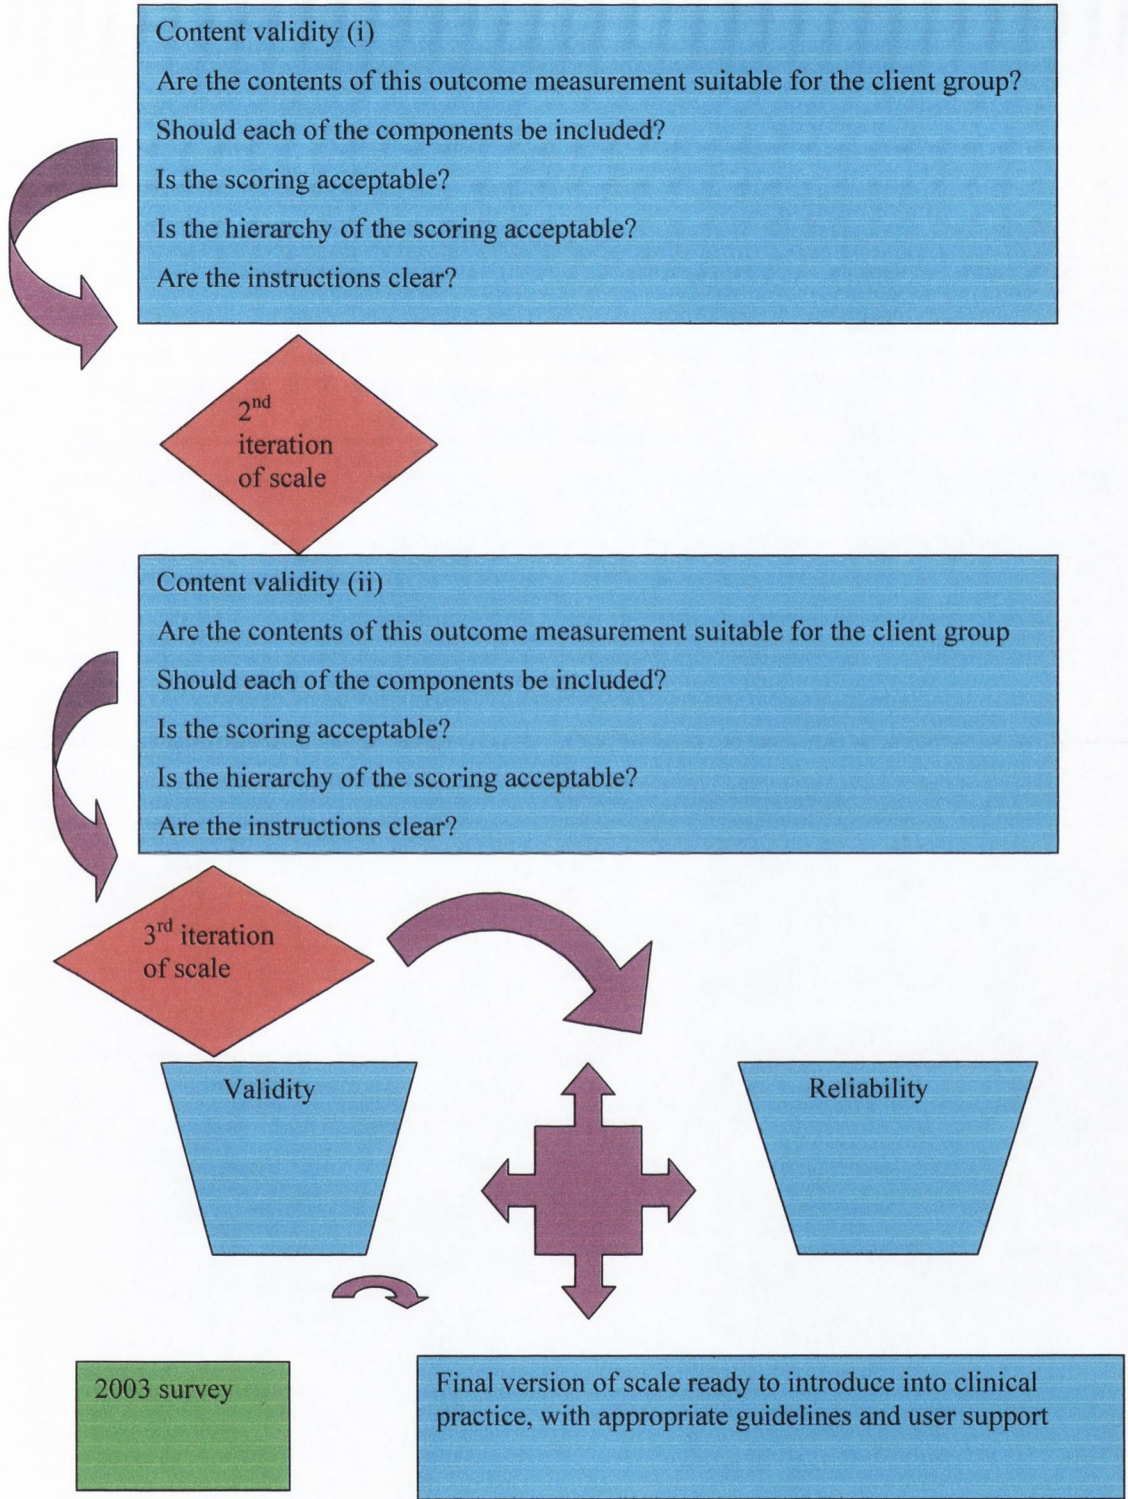 Content validity (i)
Are the contents of this outcome measurement suitable for the client group?
Should each of the components be included?
Is the scoring acceptable?
Is the hierarchy of the scoring acceptable?
Are the instructions clear?
2nd
iteration
of scale
Content validity (ii)
Are the contents of this outcome measurement suitable for the client group
Should each of the components be included?
Is the scoring acceptable?
Is the hierarchy of the scoring acceptable?
Are the instructions clear?
3rd iteration
of scale
Validity
Reliability
2003 survey
Final version of scale ready to introduce into clinical
practice, with appropriate guidelines and user support